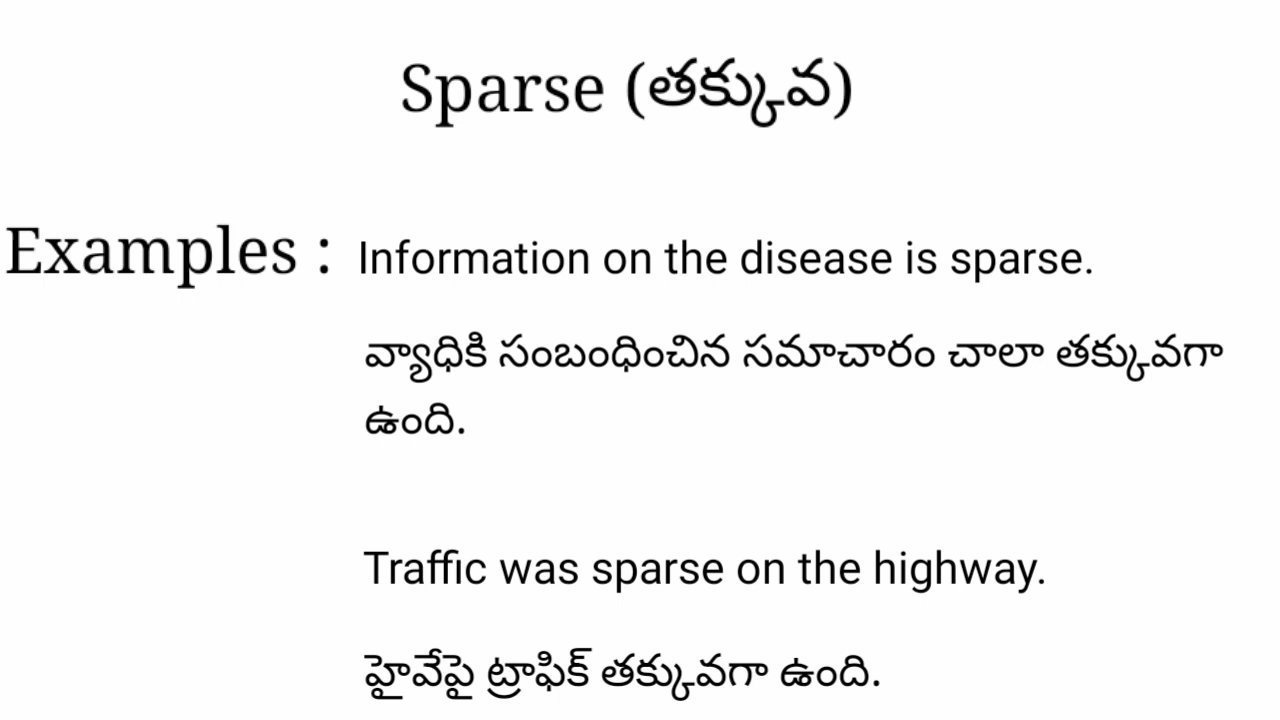 Sparse (తక్కువ)
Examples : Information on the disease is sparse.
వ్యాధికి సంబంధించిన సమాచారం చాలా తక్కువగా
ఉంది.
Traffic was sparse on the highway.
హైవేపై ట్రాఫిక్ తక్కువగా ఉంది.